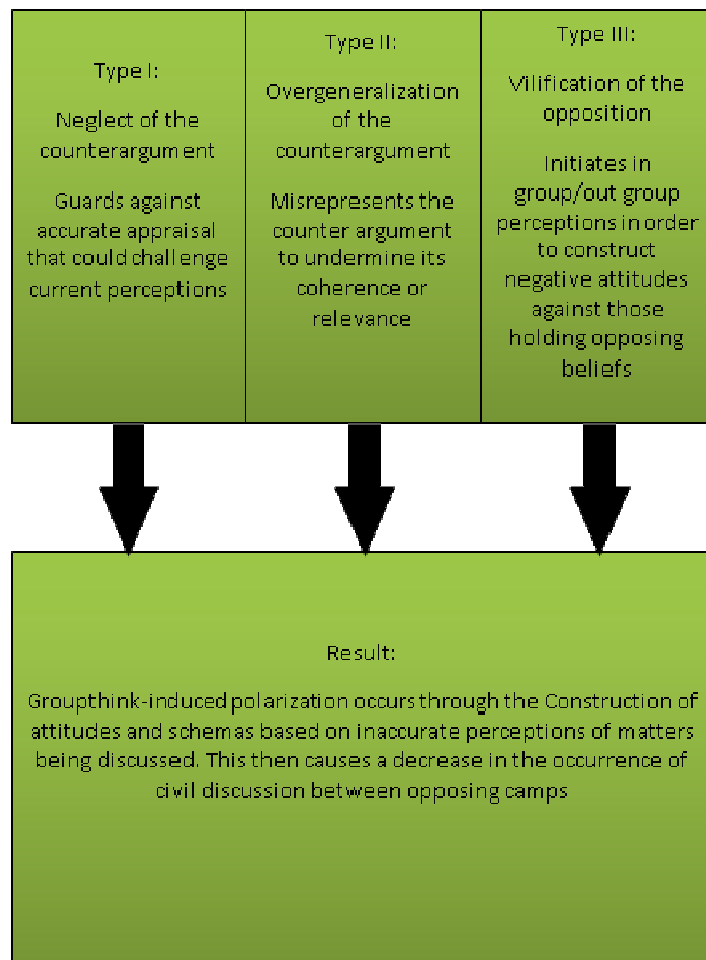 Type I:
Neglect of the
counterargument
Guards against
accurate appraisal
that could challenge
current perceptions
Type II:
Overgeneralization
of the
counterargument
Misrepresents the
counter argument
to undermine its
coherence or
relevance
Type III:
Vilification of the
opposition
Initiates in
group/out group
perceptions in order
to construct
negative attitudes
against those
holding opposing
beliefs
Result:
Groupthink-induced polarization occurs through the Construction of
attitudes and schemas based on inaccurate perceptions of matters
being discussed. This then causes a decrease in the occurrence of
civil discussion between opposing camps